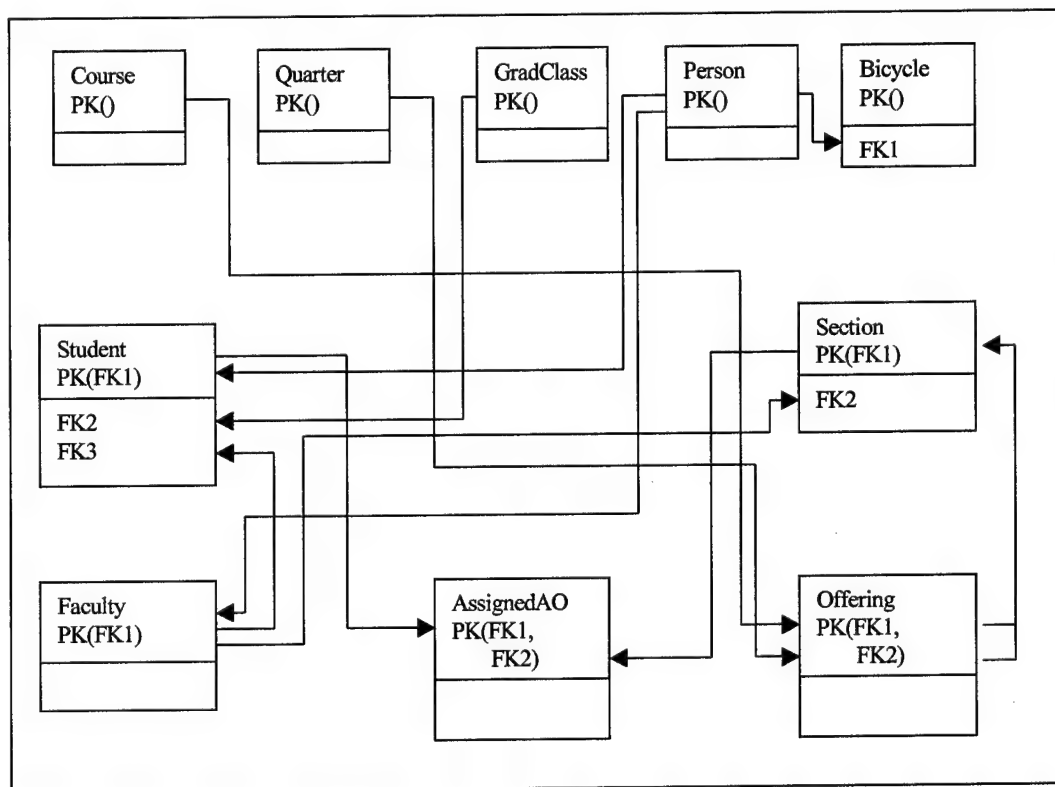 Course
PK()
Quarter
PK()
GradClass
PK()
Person
PK()
Bicycle
PK()
FK1
Student
PK(FK1)
FK2
FK3
Section
PK(FK1)
FK2
Faculty
PK(FK1)
AssignedAO
PK(FK1,
FK2)
Offering
PK(FK1,
FK2)